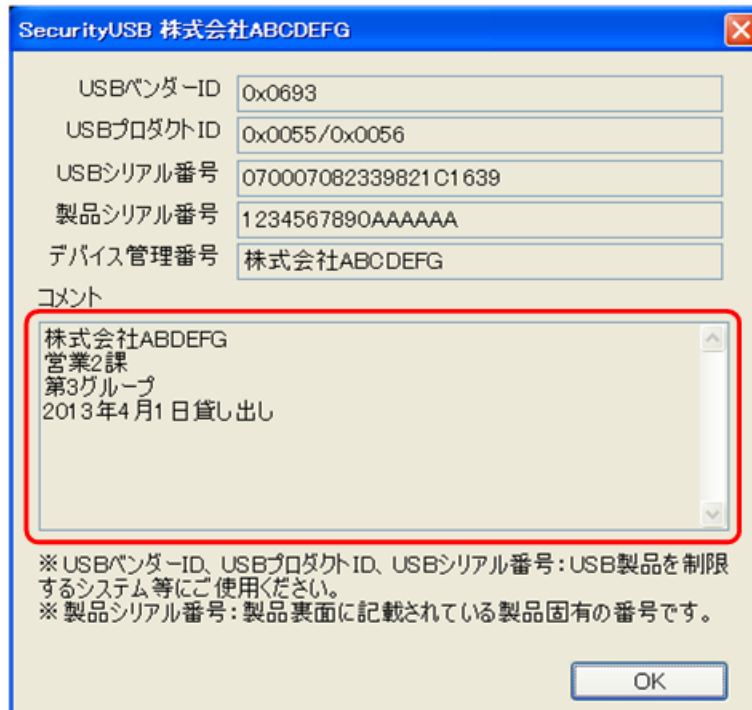 SecurityUSB 株式会社ABCDEFG
USBベンダーID 0x0693
USBプロダクトID 0x0055/0x0056
USBシリアル番号 070007082339821C1639
製品シリアル番号 1234567890AAAAAA
デバイス管理番号 株式会社ABCDEFG
コメント
株式会社ABDEFG
営業2課
第3グループ
2013年4月1日貸し出し
※USBベンダーID、USBプロダクトID、USBシリアル番号:USB製品を制限
するシステム等にご使用ください。
※製品シリアル番号:製品裏面に記載されている製品固有の番号です。
OK